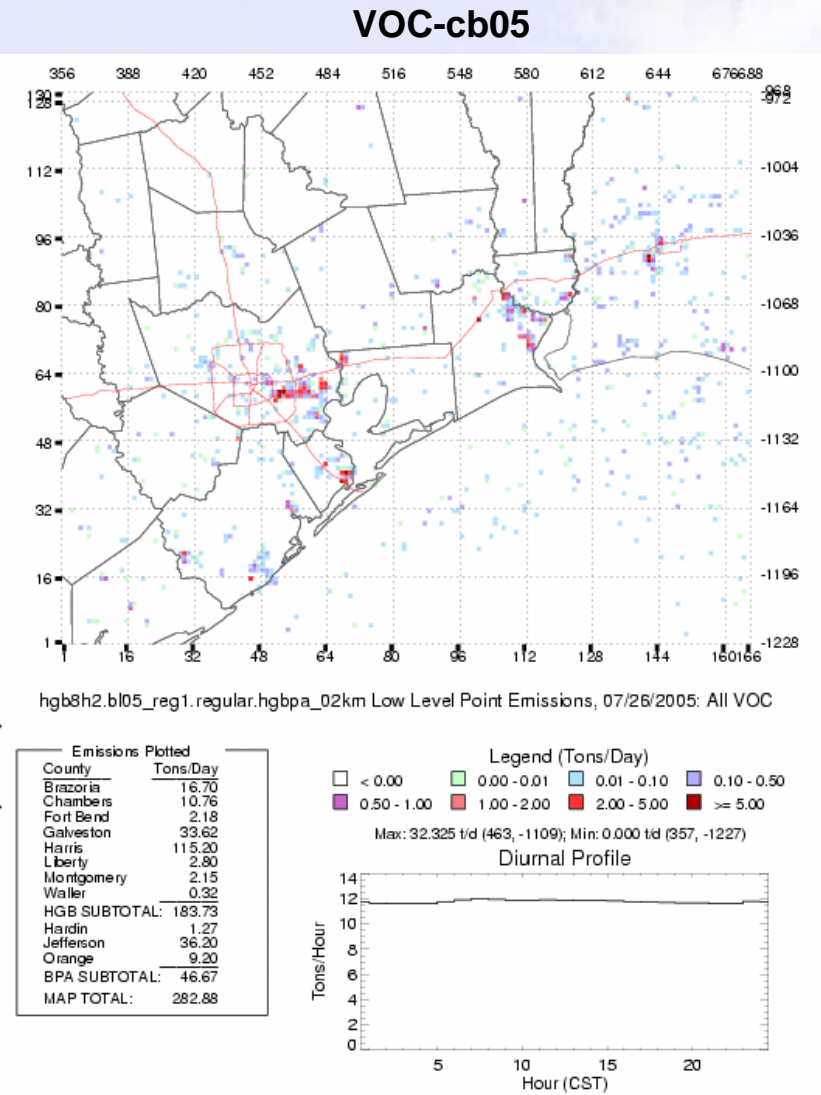 VOC-cb05
356 388 420 452 484 516 548 580 612 644 676688
130 968
128 -972
112 -1004
96 -1036
80 -1068
64 -1100
48 -1132
32 -1164
16 -1196
1 -1228
1 16 32 48 64 80 96 112 128 144 160166
hgb8h2.bl05_reg1.regular.hgbpa_02km Low Level Point Emissions, 07/26/2005: All VOC
Emissions Plotted
County Tons/Day
Brazoria 16.70
Chambers 10.76
Fort Bend 2.18
Galveston 33.62
Harris 115.20
Liberty 2.80
Montgomery 2.15
Waller 0.32
HGB SUBTOTAL: 183.73
Hardin 1.27
Jefferson 36.20
Orange 9.20
BPA SUBTOTAL: 46.67
MAP TOTAL: 282.88
Legend (Tons/Day)
< 0.00 0.00 - 0.01 0.01 - 0.10 0.10 - 0.50
0.50 - 1.00 1.00 - 2.00 2.00 - 5.00 >= 5.00
Max: 32.325 t/d (463, -1109); Min: 0.000 t/d (357, -1227)
Diurnal Profile
Tons/Hour
14
12
10
8
6
4
2
0
5 10 15 20
Hour (CST)